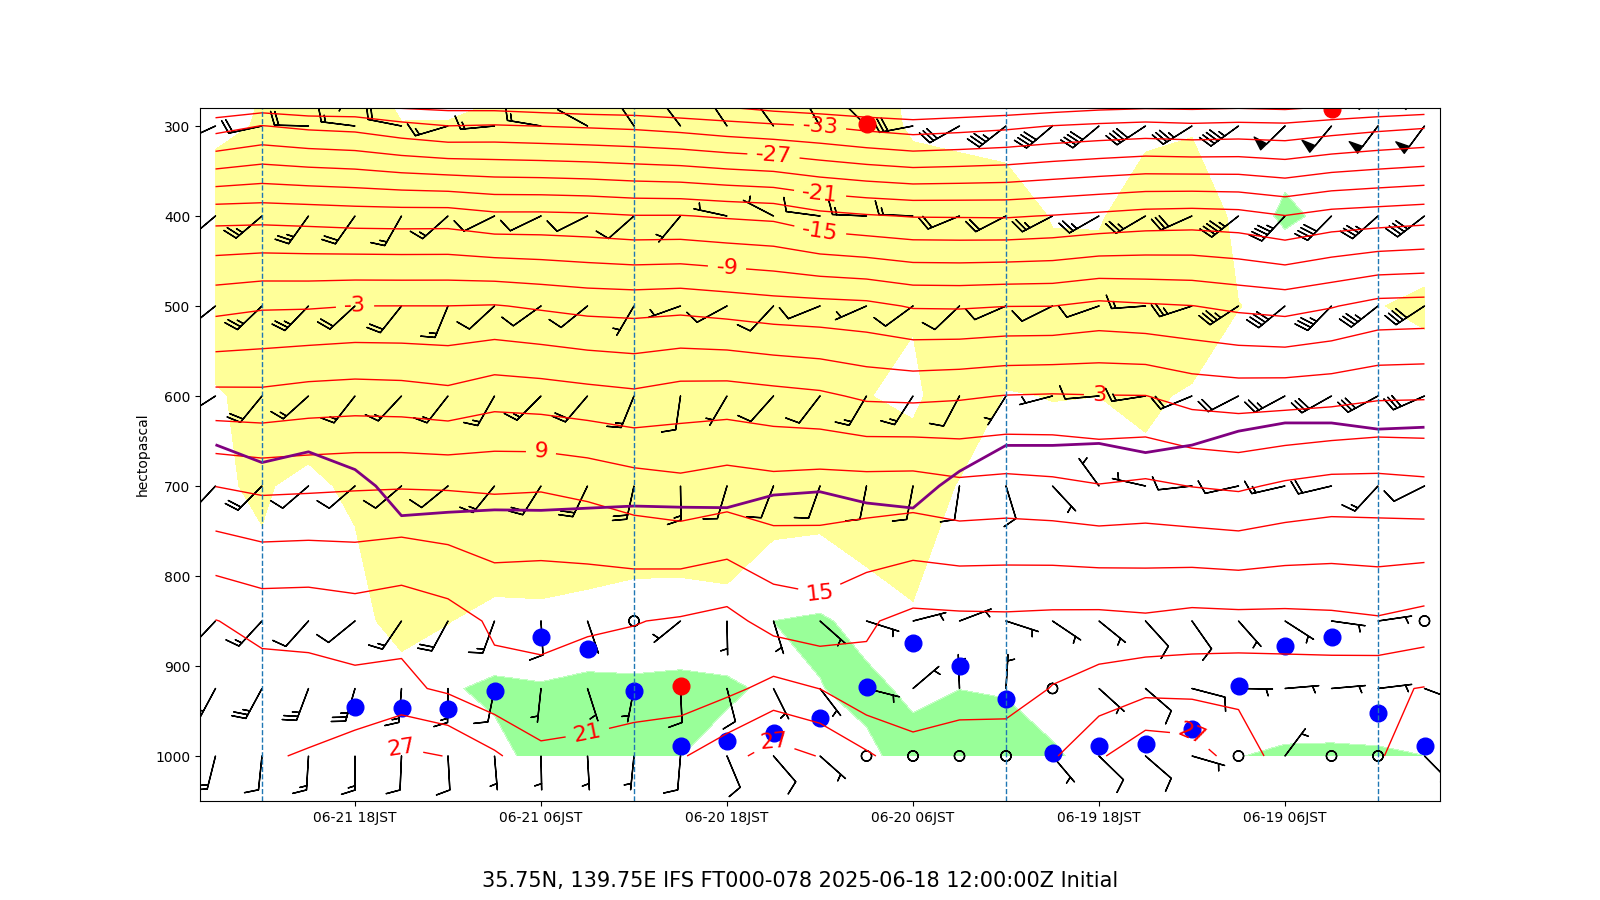 300
400
500
600
700
800
900
1000
hectopascal
-33
-27
-21
-15
-9
-3
3
9
15
21
27
27
27
06-21 18JST
06-21 06JST
06-20 18JST
06-20 06JST
06-19 18JST
06-19 06JST
35.75N, 139.75E IFS FT000-078 2025-06-18 12:00:00Z Initial